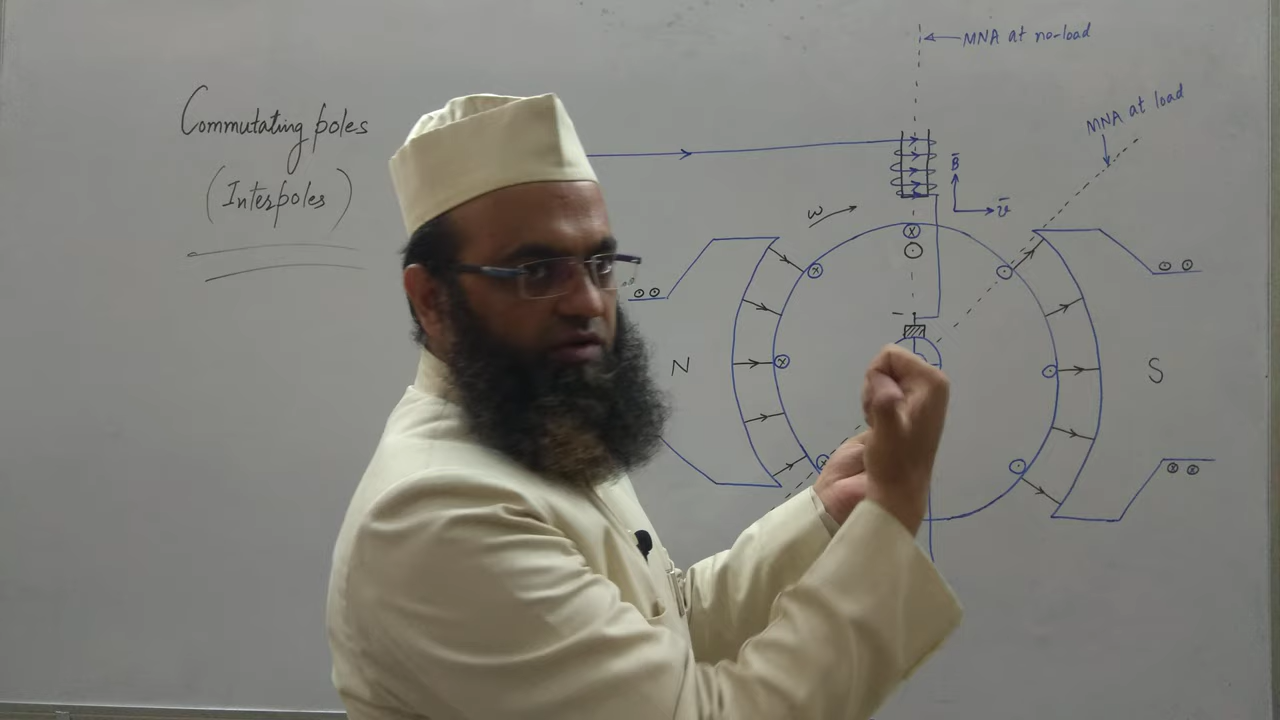 Commutating poles
(Interpoles)
MNA at no-load
MNA at load
B̄
v̄
ω
N
S